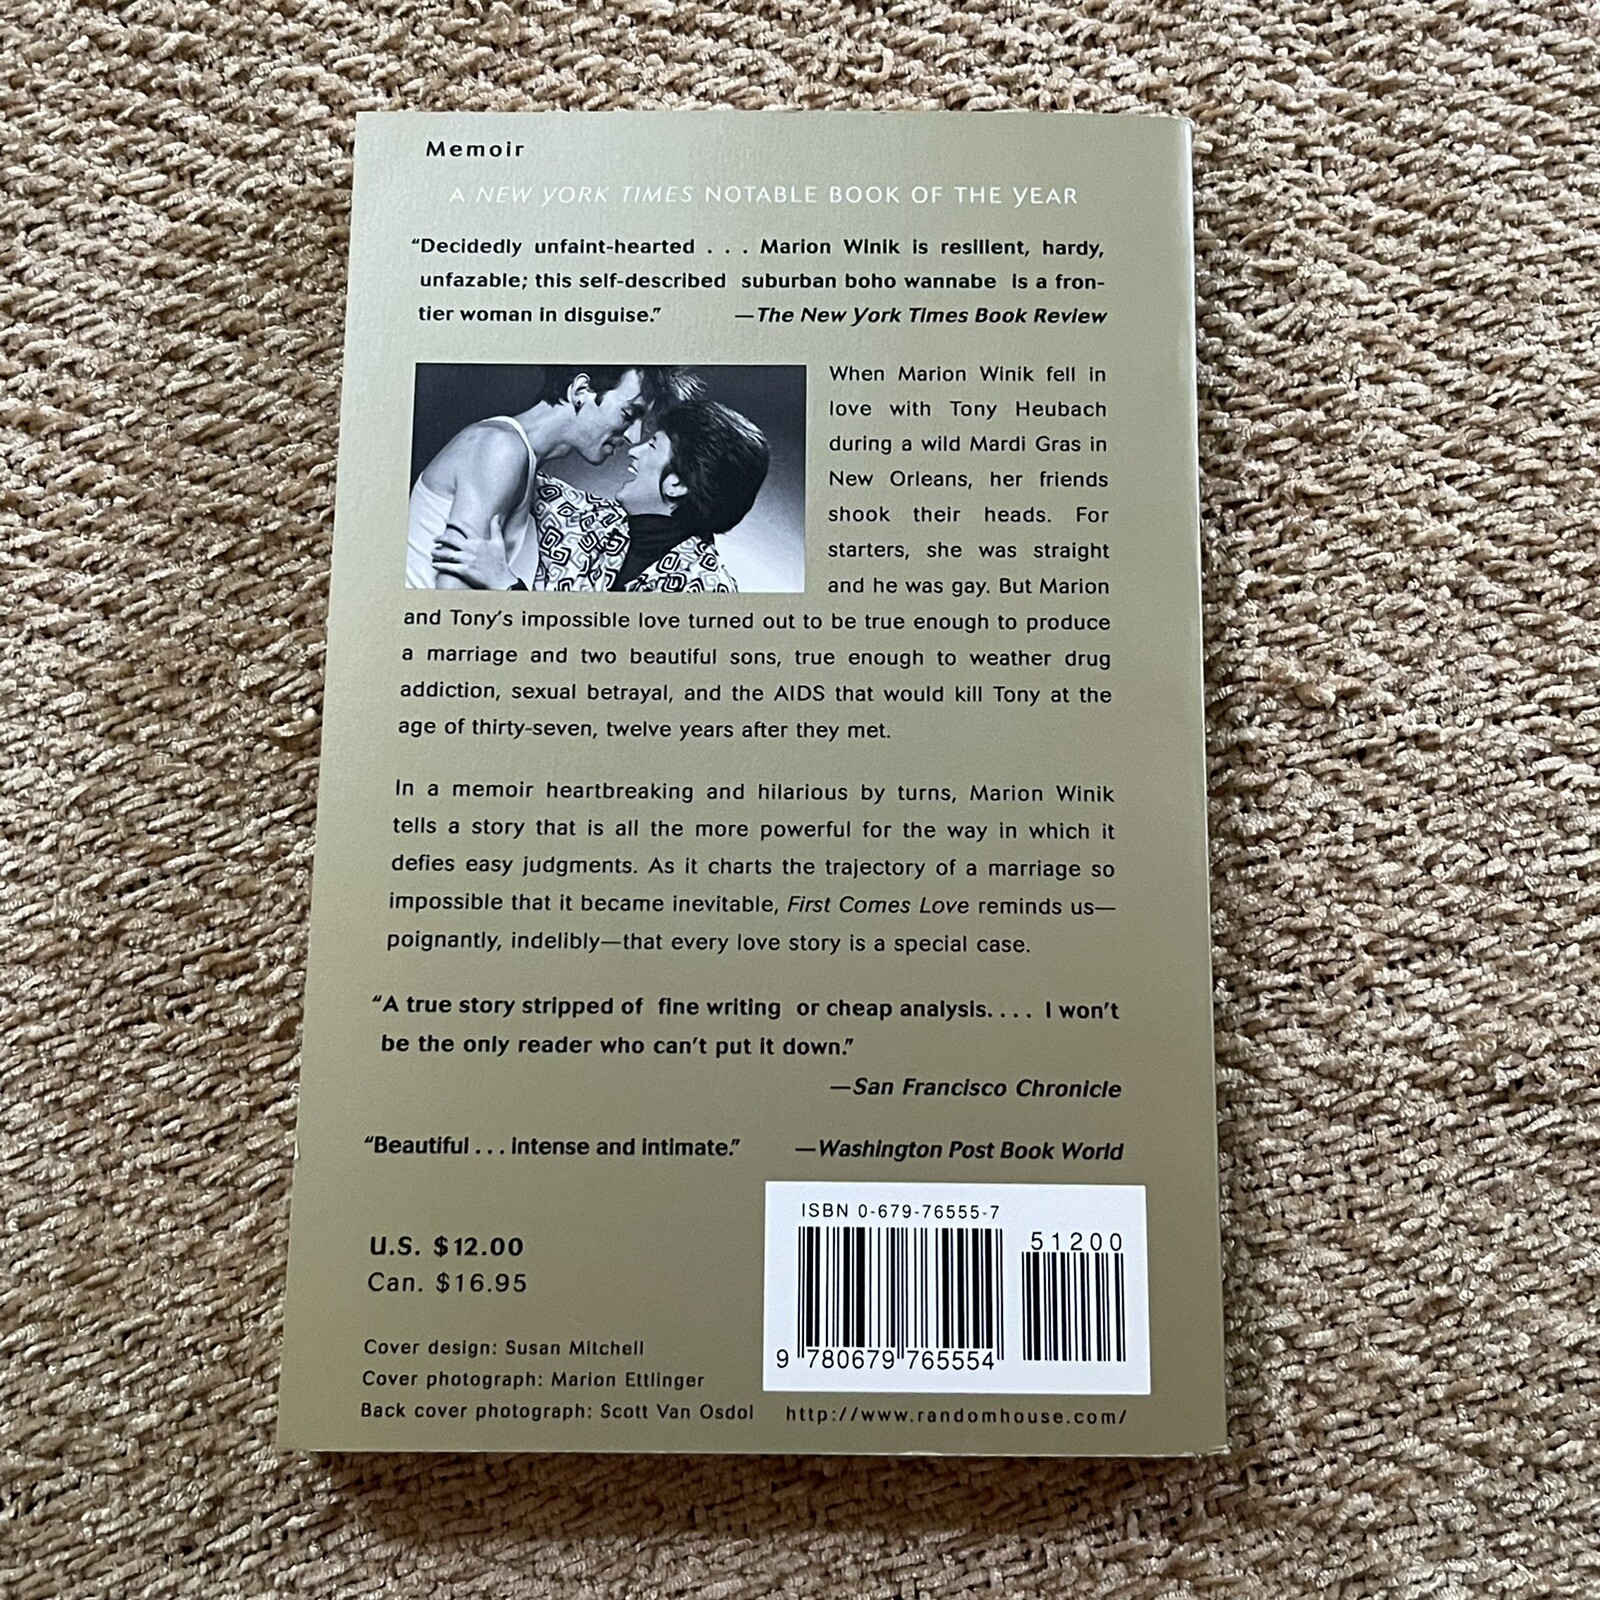 Memoir
A NEW YORK TIMES NOTABLE BOOK OF THE YEAR
“Decidedly unfaint-hearted . . . Marion Winik is resilient, hardy,
unfazable; this self-described suburban boho wannabe is a fron-
tier woman in disguise.” —The New York Times Book Review
When Marion Winik fell in
love with Tony Heubach
during a wild Mardi Gras in
New Orleans, her friends
shook their heads. For
starters, she was straight
and he was gay. But Marion
and Tony’s impossible love turned out to be true enough to produce
a marriage and two beautiful sons, true enough to weather drug
addiction, sexual betrayal, and the AIDS that would kill Tony at the
age of thirty-seven, twelve years after they met.
In a memoir heartbreaking and hilarious by turns, Marion Winik
tells a story that is all the more powerful for the way in which it
defies easy judgments. As it charts the trajectory of a marriage so
impossible that it became inevitable, First Comes Love reminds us—
poignantly, indelibly—that every love story is a special case.
“A true story stripped of fine writing or cheap analysis. . . . I won’t
be the only reader who can’t put it down.”
—San Francisco Chronicle
“Beautiful . . . intense and intimate.” —Washington Post Book World
ISBN 0-679-76555-7
51200
9 780679 765554
U.S. $12.00
Can. $16.95
Cover design: Susan Mitchell
Cover photograph: Marion Ettlinger
Back cover photograph: Scott Van Osdol
http://www.randomhouse.com/